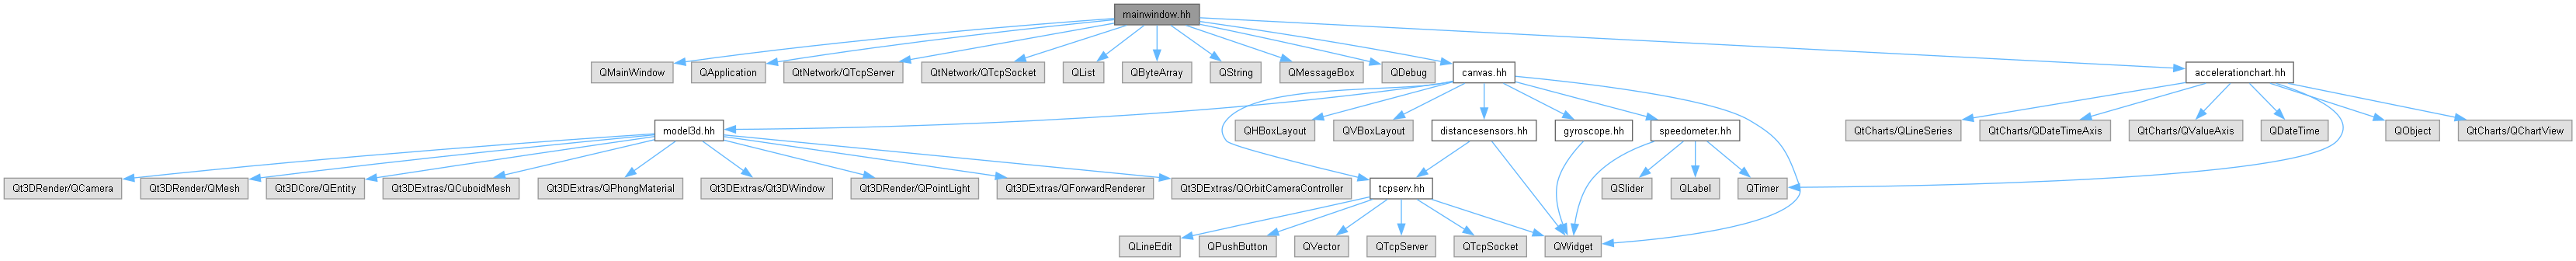 mainwindow.hh
QMainWindow
QApplication
QtNetwork/QTcpServer
QtNetwork/QTcpSocket
QList
QByteArray
QString
QMessageBox
QDebug
canvas.hh
accelerationchart.hh
model3d.hh
QHBoxLayout
QVBoxLayout
distancesensors.hh
gyroscope.hh
speedometer.hh
QtCharts/QLineSeries
QtCharts/QDateTimeAxis
QtCharts/QValueAxis
QDateTime
QObject
QtCharts/QChartView
Qt3DRender/QCamera
Qt3DRender/QMesh
Qt3DCore/QEntity
Qt3DExtras/QCuboidMesh
Qt3DExtras/QPhongMaterial
Qt3DExtras/Qt3DWindow
Qt3DRender/QPointLight
Qt3DExtras/QForwardRenderer
Qt3DExtras/QOrbitCameraController
tcpserv.hh
QSlider
QLabel
QTimer
QLineEdit
QPushButton
QVector
QTcpServer
QTcpSocket
QWidget